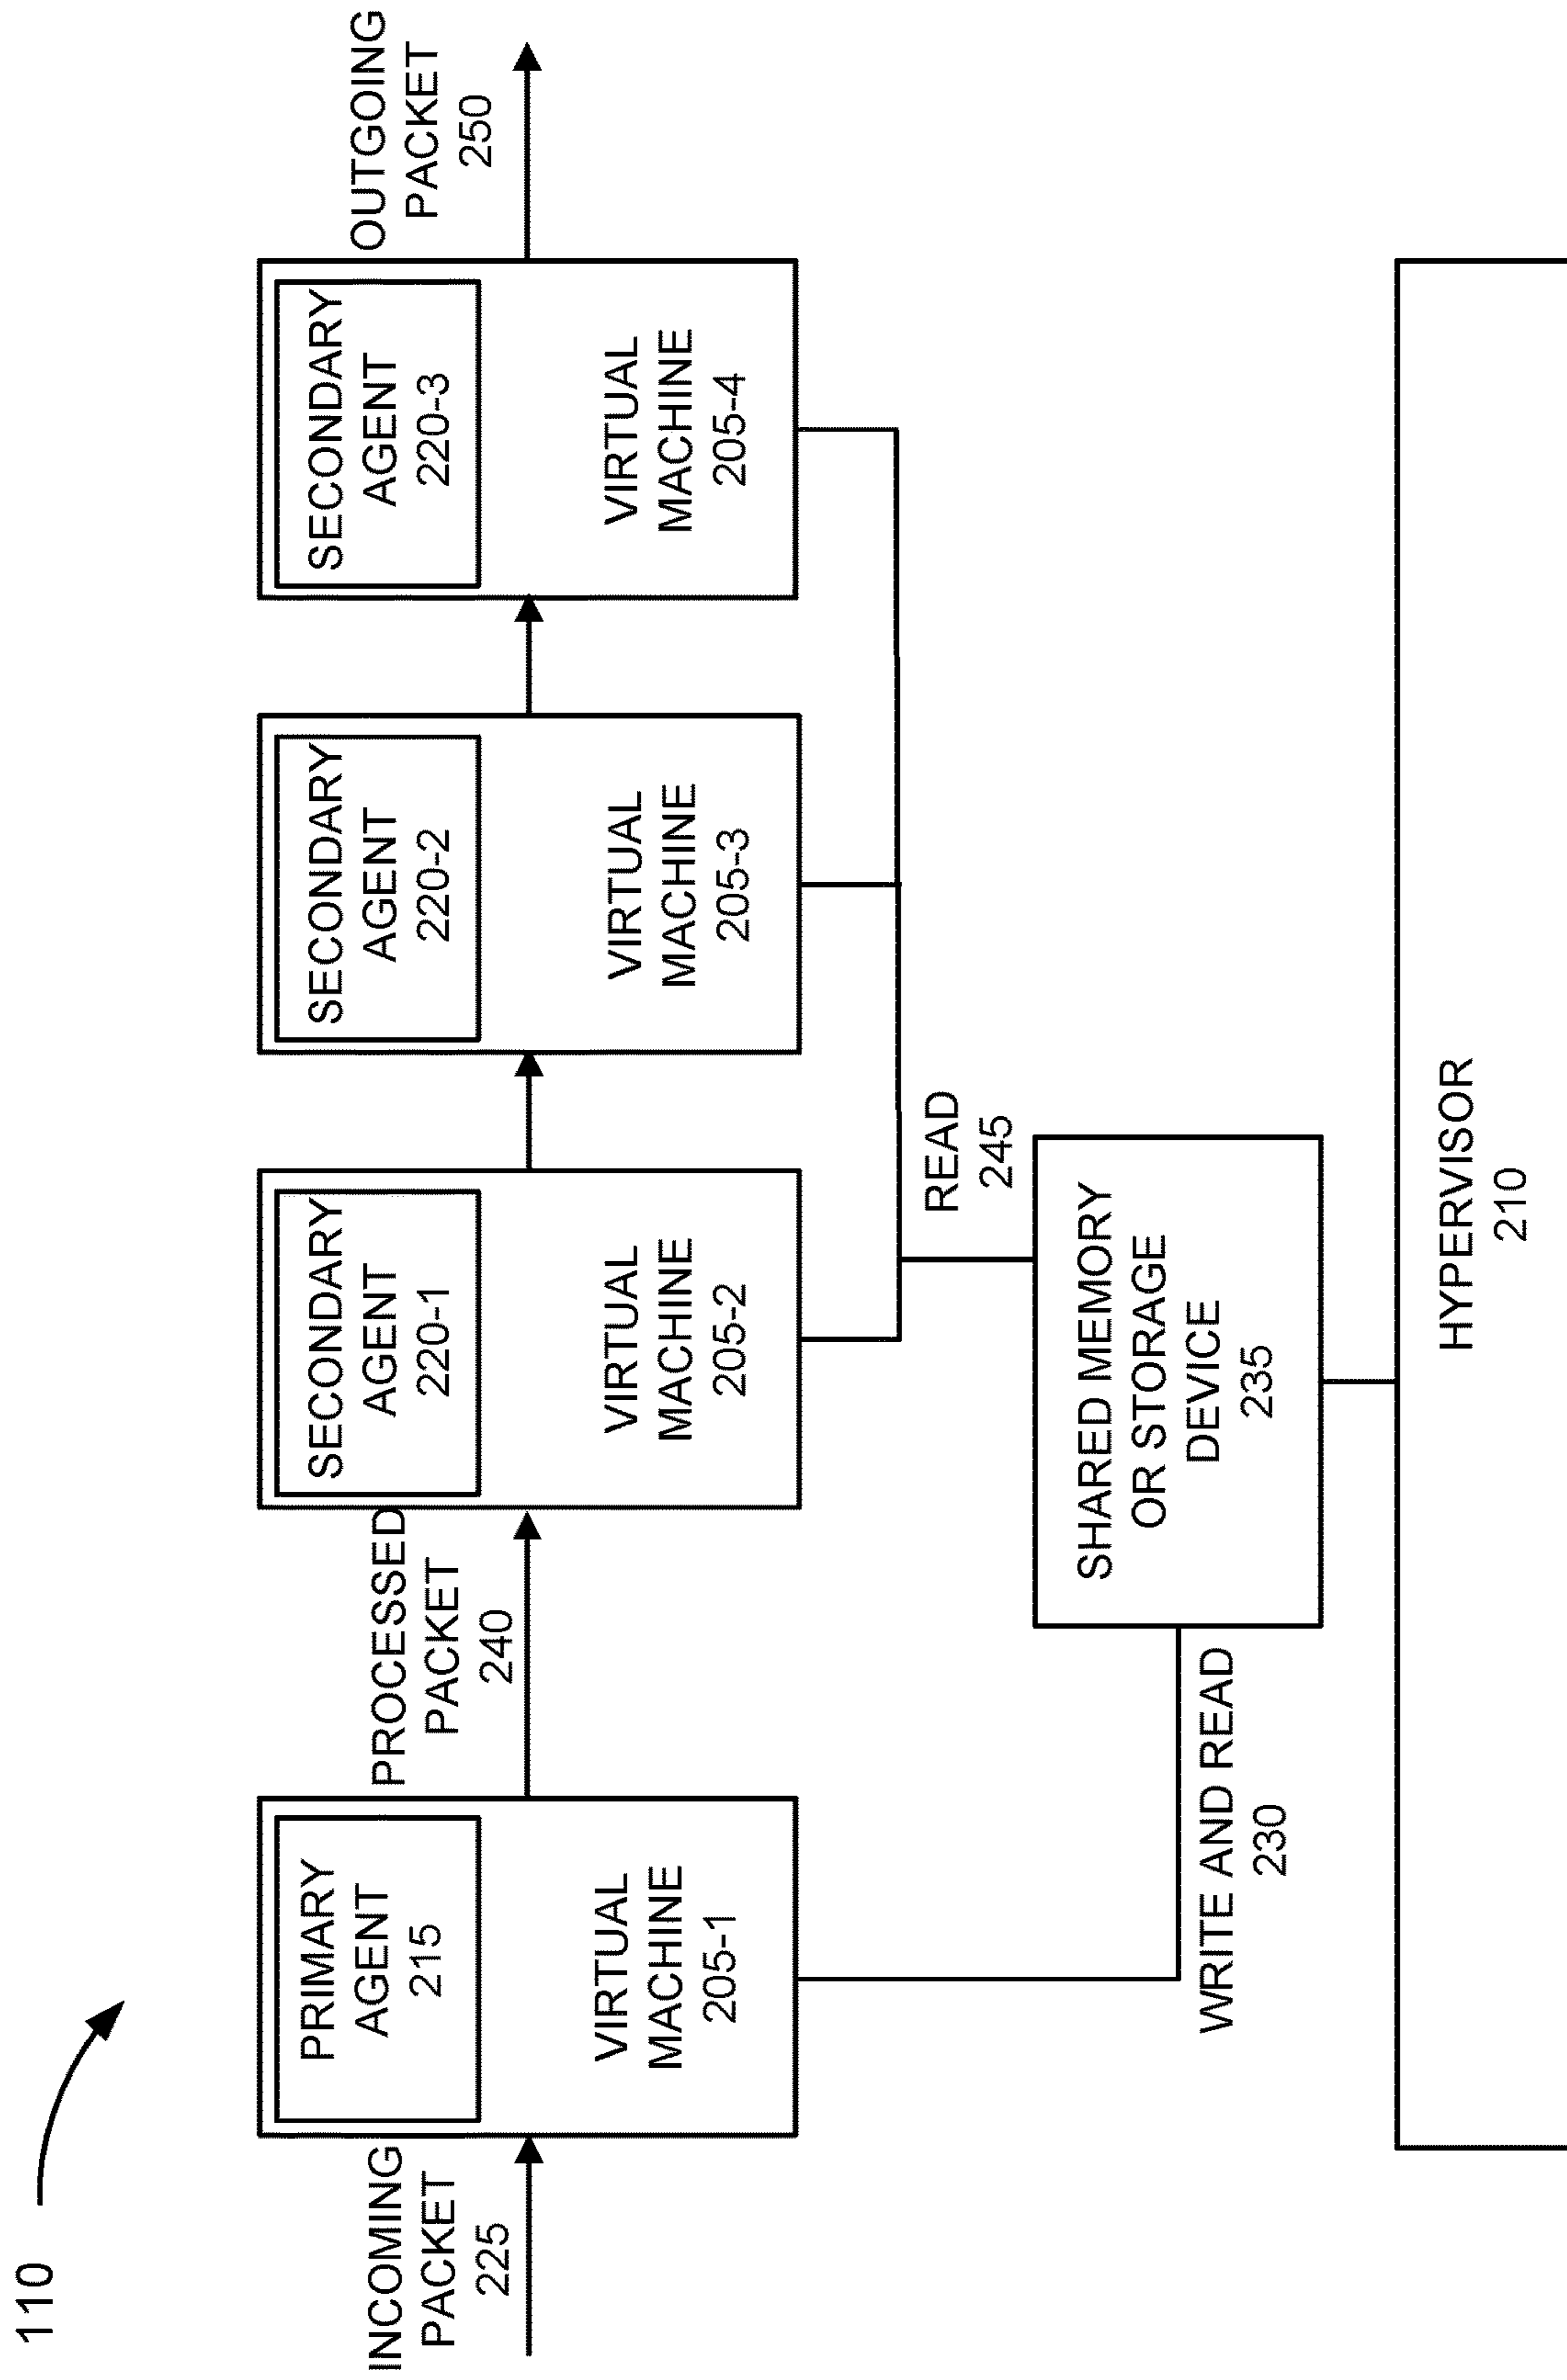 110
INCOMING
PACKET
225
PRIMARY
AGENT
215
VIRTUAL
MACHINE
205-1
PROCESSED
PACKET
240
SECONDARY
AGENT
220-1
VIRTUAL
MACHINE
205-2
SECONDARY
AGENT
220-2
VIRTUAL
MACHINE
205-3
SECONDARY
AGENT
220-3
VIRTUAL
MACHINE
205-4
OUTGOING
PACKET
250
WRITE AND READ
230
SHARED MEMORY
OR STORAGE
DEVICE
235
READ
245
HYPERVISOR
210